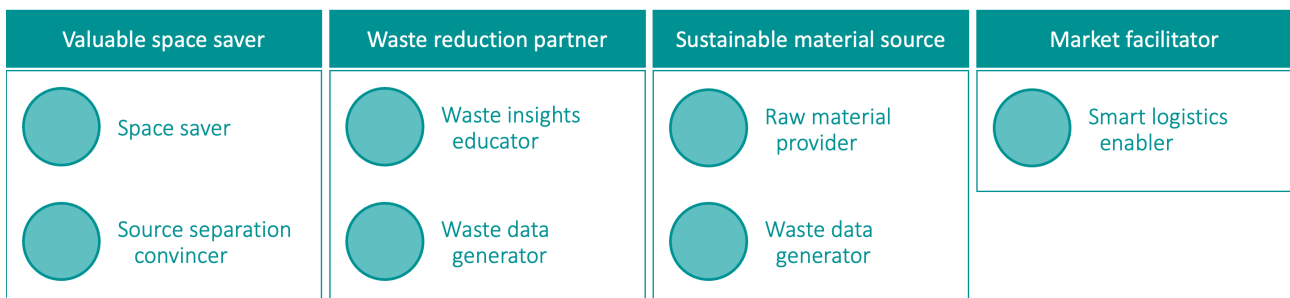 Valuable space saver
Waste reduction partner
Sustainable material source
Market facilitator
Space saver
Source separation
convincer
Waste insights
educator
Waste data
generator
Raw material
provider
Waste data
generator
Smart logistics
enabler